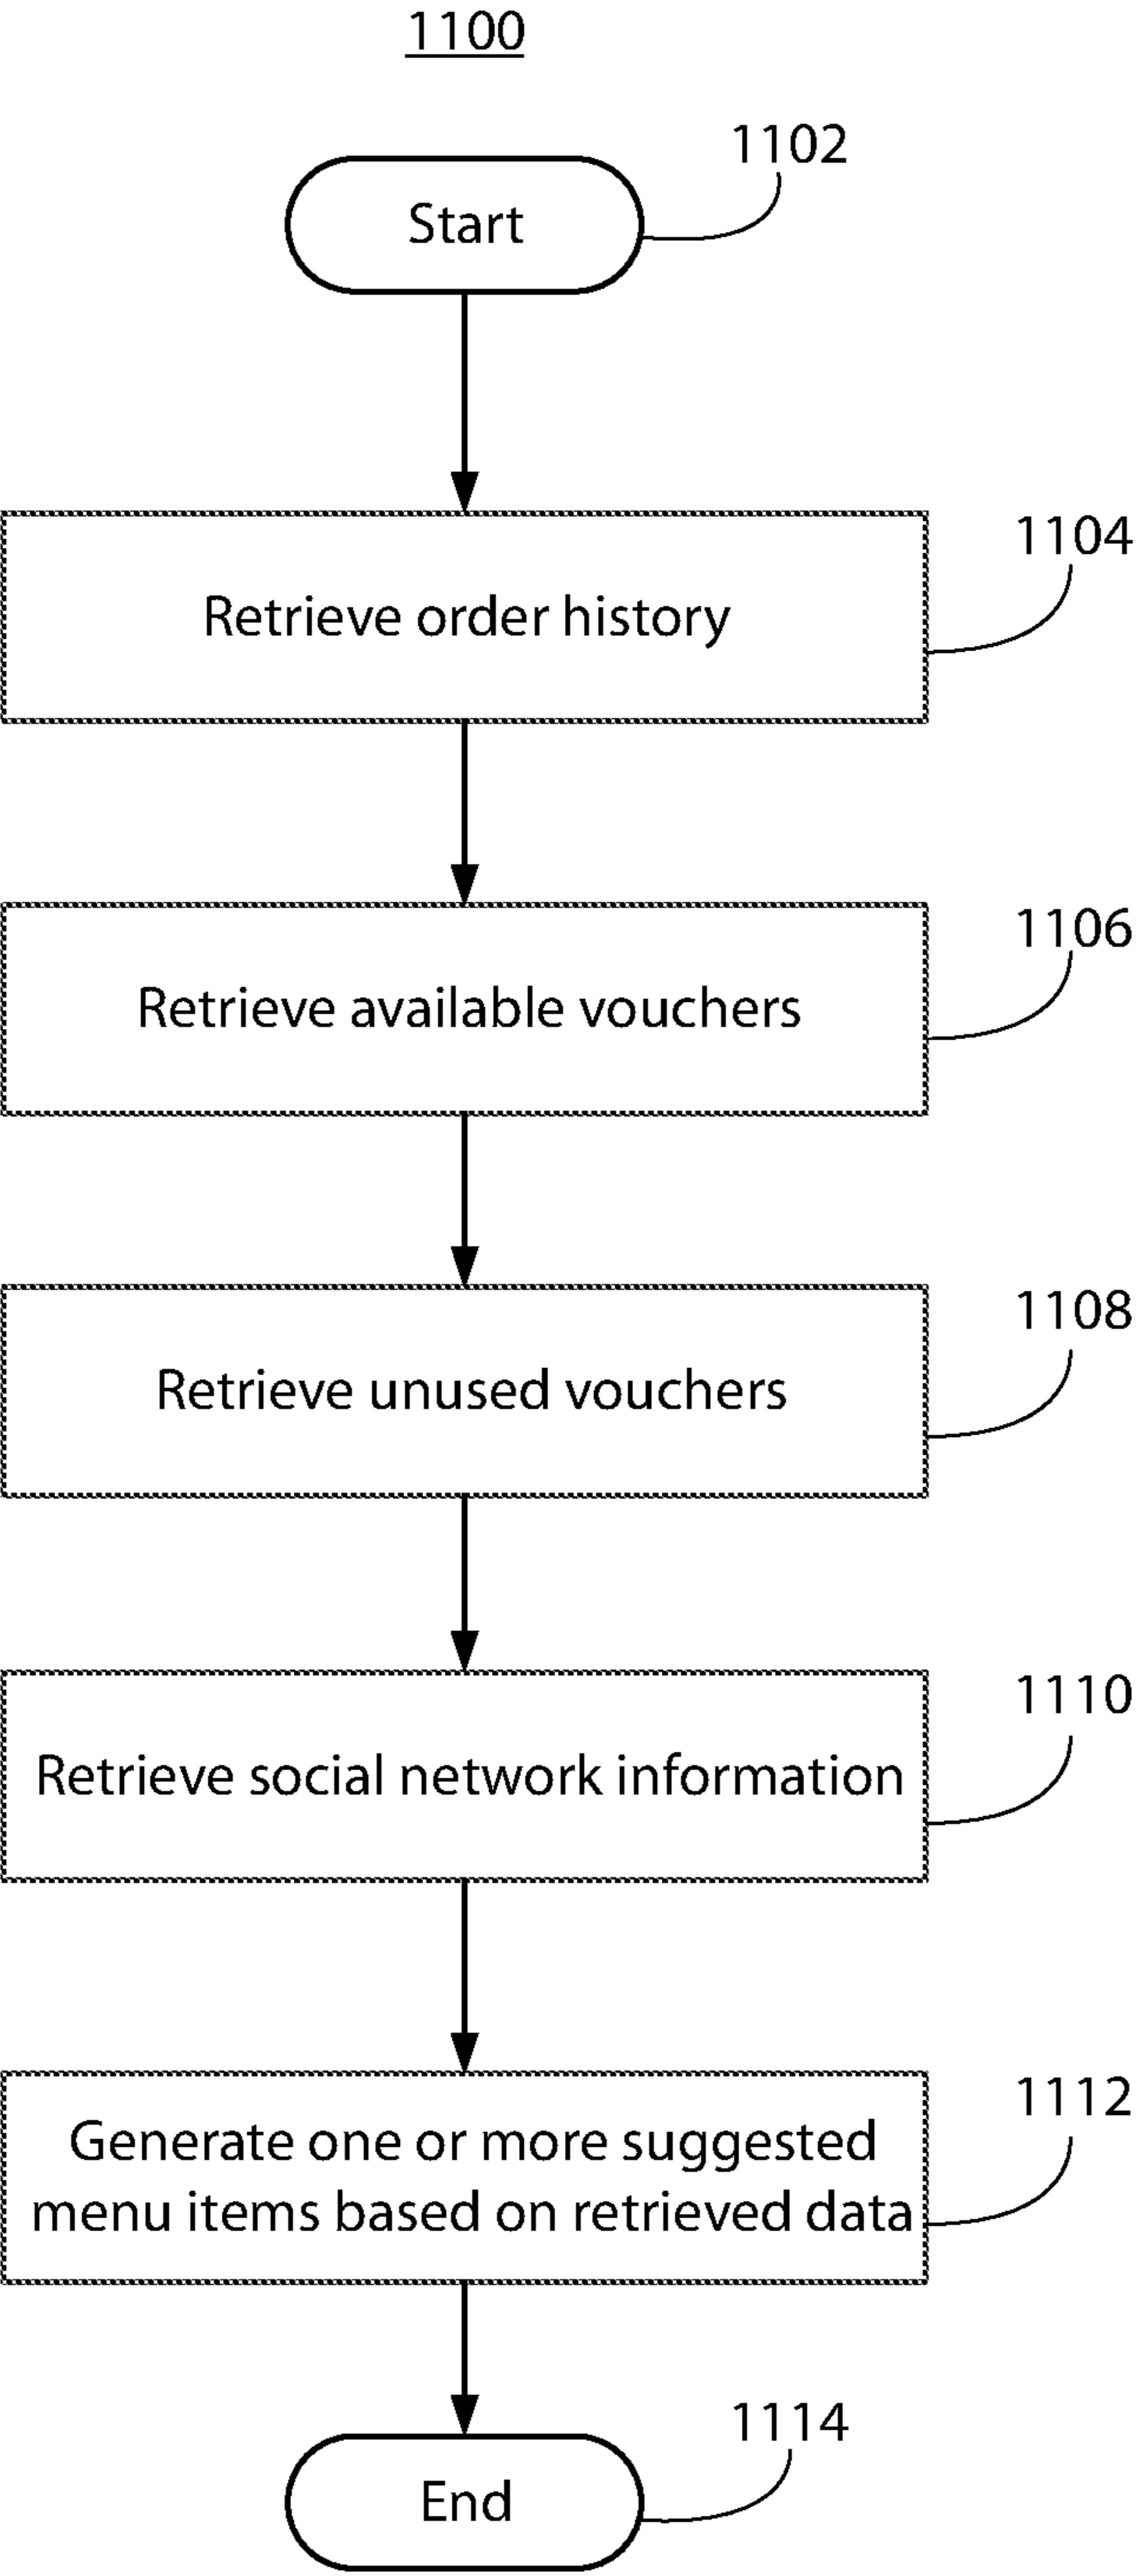 1100
1102
Start
1104
Retrieve order history
1106
Retrieve available vouchers
1108
Retrieve unused vouchers
1110
Retrieve social network information
1112
Generate one or more suggested
menu items based on retrieved data
1114
End